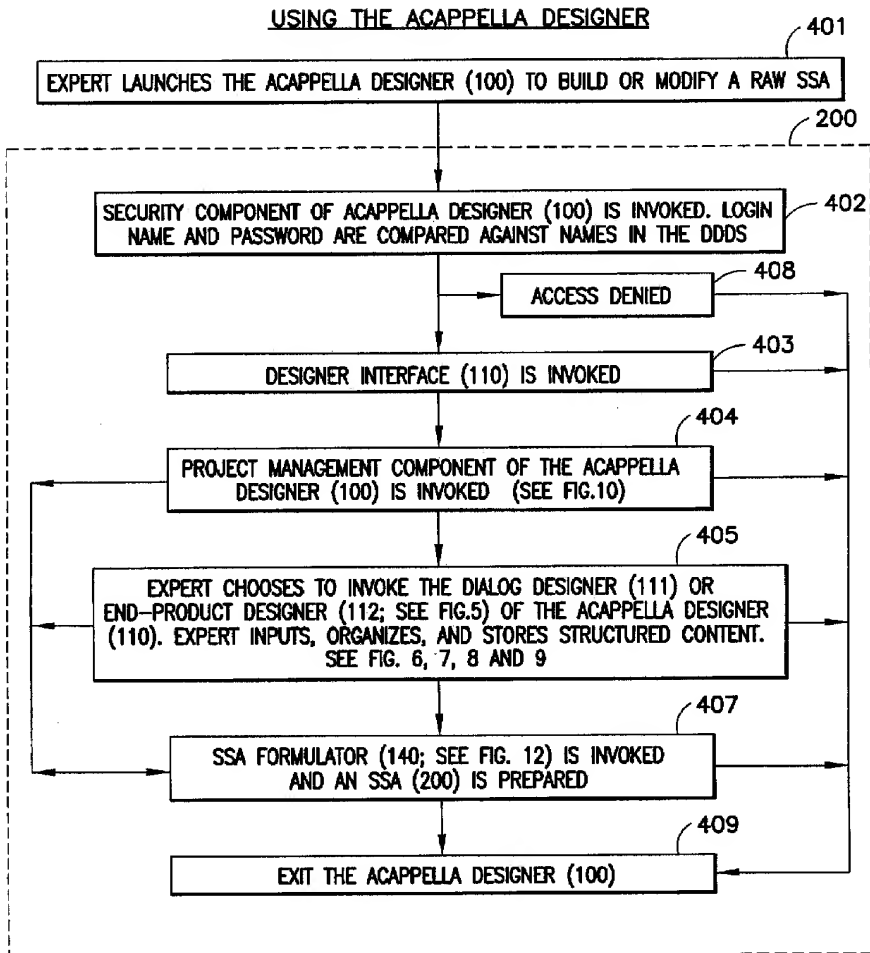 USING THE ACAPPELLA DESIGNER
401
EXPERT LAUNCHES THE ACAPPELLA DESIGNER (100) TO BUILD OR MODIFY A RAW SSA
200
SECURITY COMPONENT OF ACAPPELLA DESIGNER (100) IS INVOKED. LOGIN
NAME AND PASSWORD ARE COMPARED AGAINST NAMES IN THE DDDS
402
408
ACCESS DENIED
403
DESIGNER INTERFACE (110) IS INVOKED
404
PROJECT MANAGEMENT COMPONENT OF THE ACAPPELLA
DESIGNER (100) IS INVOKED (SEE FIG.10)
405
EXPERT CHOOSES TO INVOKE THE DIALOG DESIGNER (111) OR
END-PRODUCT DESIGNER (112; SEE FIG.5) OF THE ACAPPELLA DESIGNER
(110). EXPERT INPUTS, ORGANIZES, AND STORES STRUCTURED CONTENT.
SEE FIG. 6, 7, 8 AND 9
407
SSA FORMULATOR (140; SEE FIG. 12) IS INVOKED
AND AN SSA (200) IS PREPARED
409
EXIT THE ACAPPELLA DESIGNER (100)